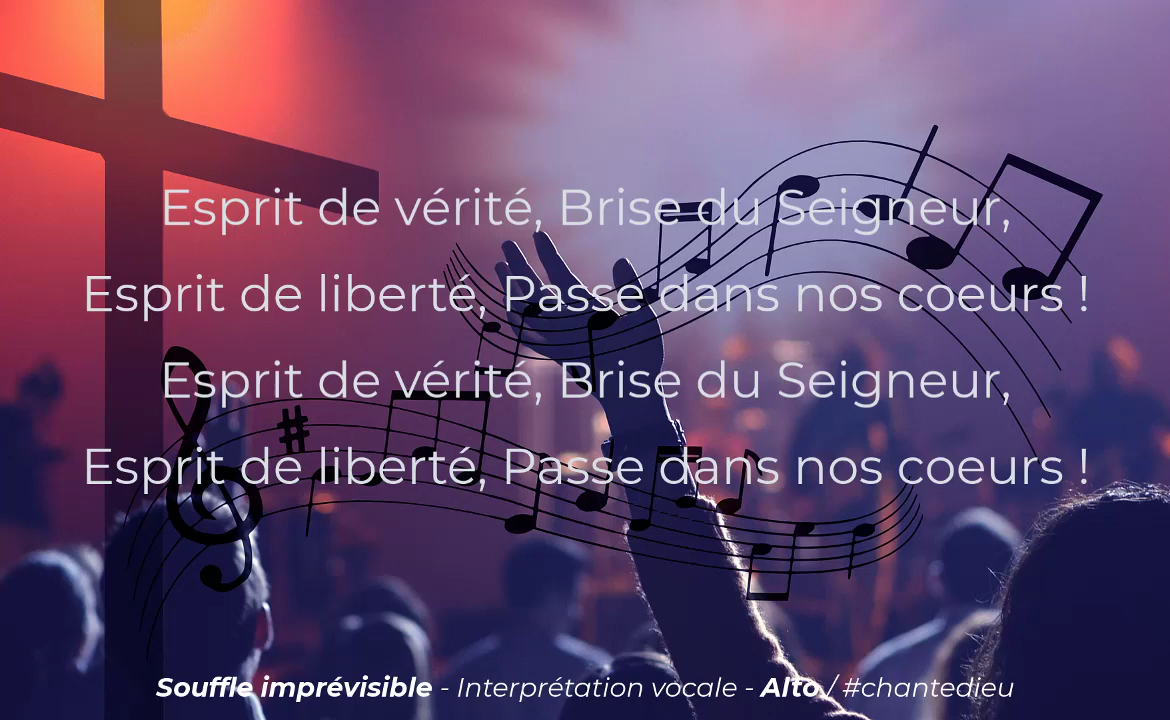 Esprit de vérité, Brise du Seigneur,
Esprit de liberté, Passe dans nos coeurs !
Esprit de vérité, Brise du Seigneur,
Esprit de liberté, Passe dans nos coeurs !
Souffle imprévisible - Interprétation vocale - Alto / #chantedieu